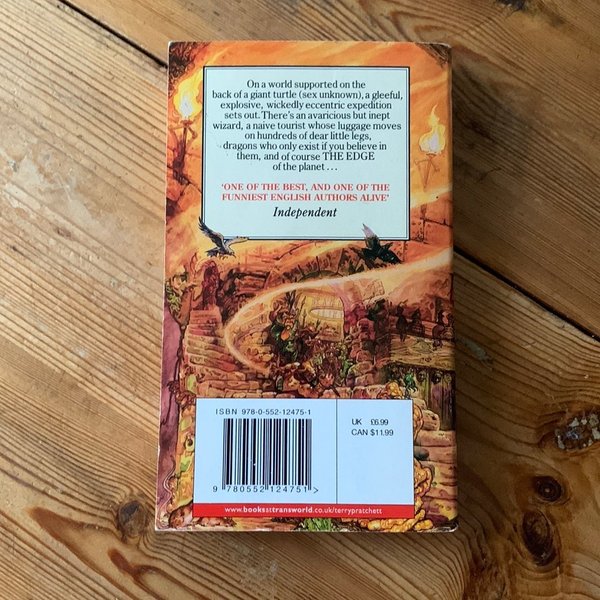 On a world supported on the
back of a giant turtle (sex unknown), a gleeful,
explosive, wickedly eccentric expedition
sets out. There's an avaricious but inept
wizard, a naive tourist whose luggage moves
on hundreds of dear little legs,
dragons who only exist if you believe in
them, and of course THE EDGE
of the planet . . .
'ONE OF THE BEST, AND ONE OF THE
FUNNIEST ENGLISH AUTHORS ALIVE'
Independent
ISBN 978-0-552-12475-1
UK £6.99
CAN $11.99
9 780552 124751 >
www.booksattransworld.co.uk/terrypratchett